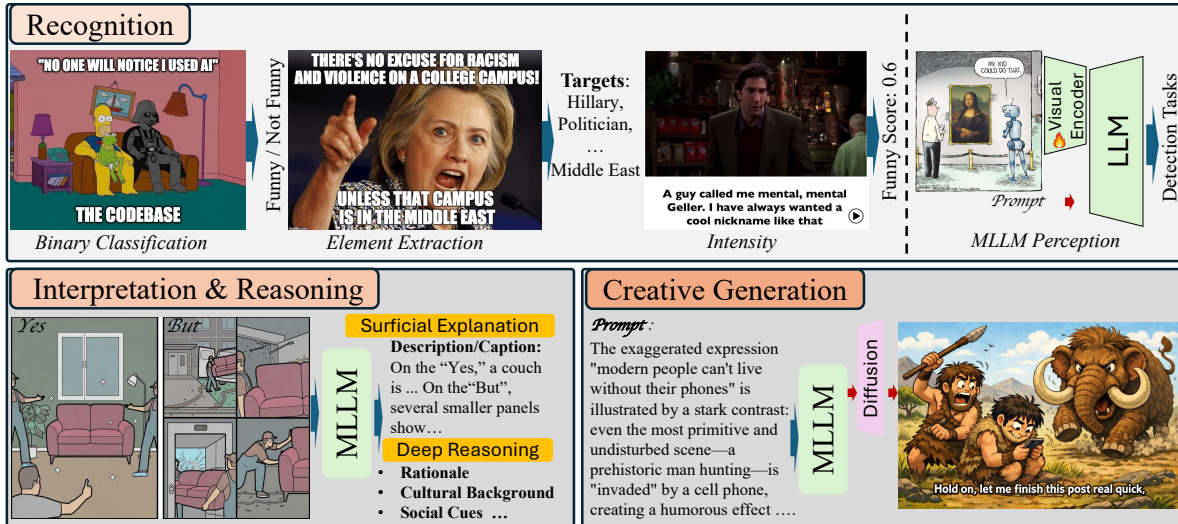 Recognition
"NO ONE WILL NOTICE I USED AI"
THE CODEBASE
Binary Classification
Funny / Not Funny
THERE'S NO EXCUSE FOR RACISM
AND VIOLENCE ON A COLLEGE CAMPUS!
UNLESS THAT CAMPUS
IS IN THE MIDDLE EAST
Element Extraction
Targets:
Hillary,
Politician,
…
Middle East
A guy called me mental, mental
Geller. I have always wanted a
cool nickname like that
Intensity
Funny Score: 0.6
MY KID
COULD DO THAT.
Prompt
Visual
Encoder
LLM
MLLM Perception
Detection Tasks
Interpretation & Reasoning
Yes
But
MLLM
Surficial Explanation
Description/Caption:
On the “Yes,” a couch
is ... On the“But”,
several smaller panels
show…
Deep Reasoning
• Rationale
• Cultural Background
• Social Cues …
Creative Generation
Prompt :
The exaggerated expression
"modern people can't live
without their phones" is
illustrated by a stark contrast:
even the most primitive and
undisturbed scene—a
prehistoric man hunting—is
"invaded" by a cell phone,
creating a humorous effect ….
MLLM
Diffusion
Hold on, let me finish this post real quick,